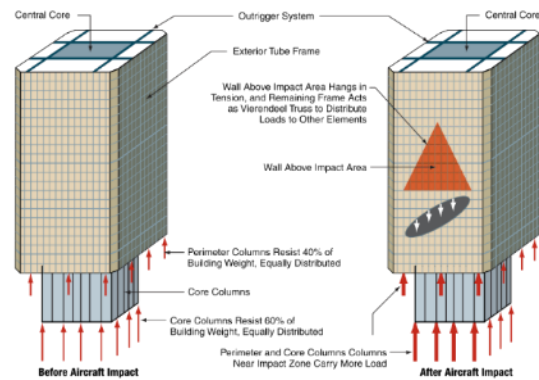 Central Core
Outrigger System
Central Core
Exterior Tube Frame
Wall Above Impact Area Hangs in
Tension, and Remaining Frame Acts
as Vierendeel Truss to Distribute
Loads to Other Elements
Wall Above Impact Area
Perimeter Columns Resist 40% of
Building Weight, Equally Distributed
Core Columns
Core Columns Resist 60% of
Building Weight, Equally Distributed
Perimeter and Core Columns Columns
Near Impact Zone Carry More Load
Before Aircraft Impact
After Aircraft Impact